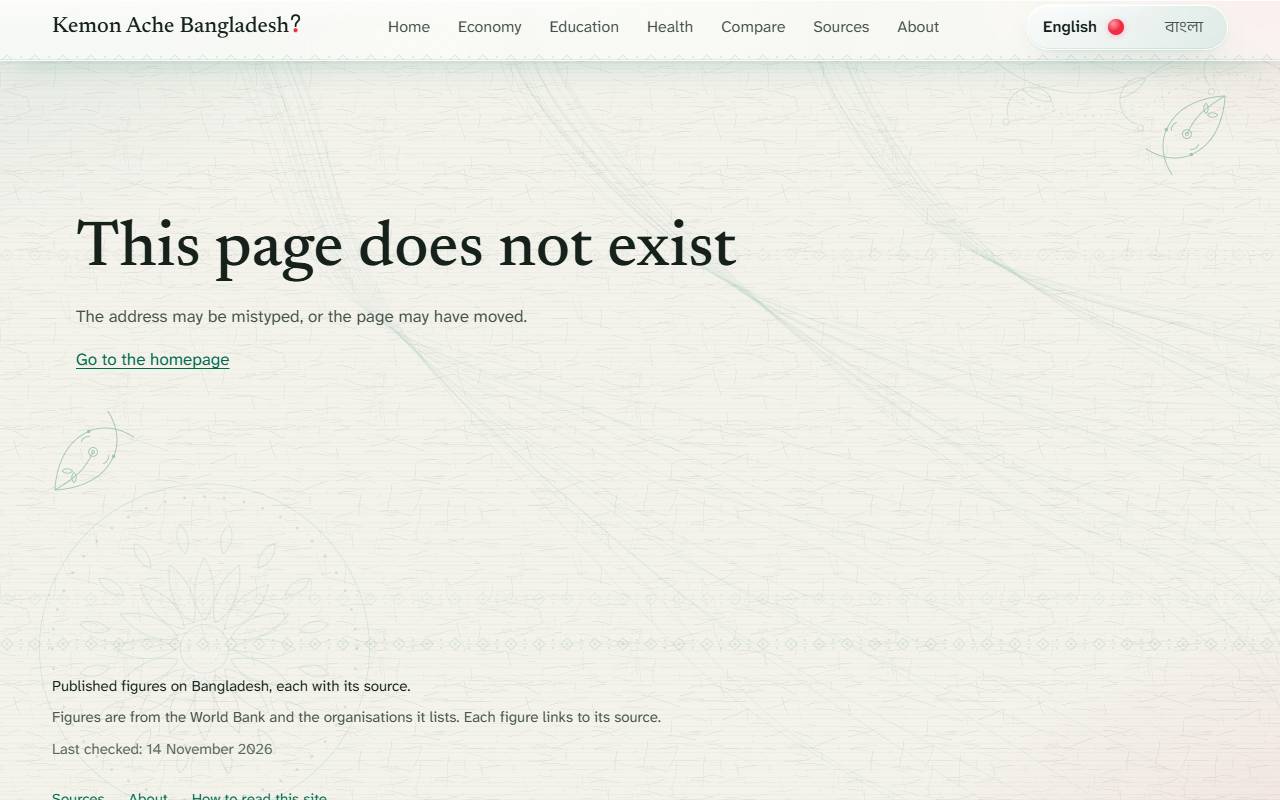 Kemon Ache Bangladesh?
Home Economy Education Health Compare Sources About
English বাংলা
This page does not exist
The address may be mistyped, or the page may have moved.
Go to the homepage
Published figures on Bangladesh, each with its source.
Figures are from the World Bank and the organisations it lists. Each figure links to its source.
Last checked: 14 November 2026
Sources About How to read this site